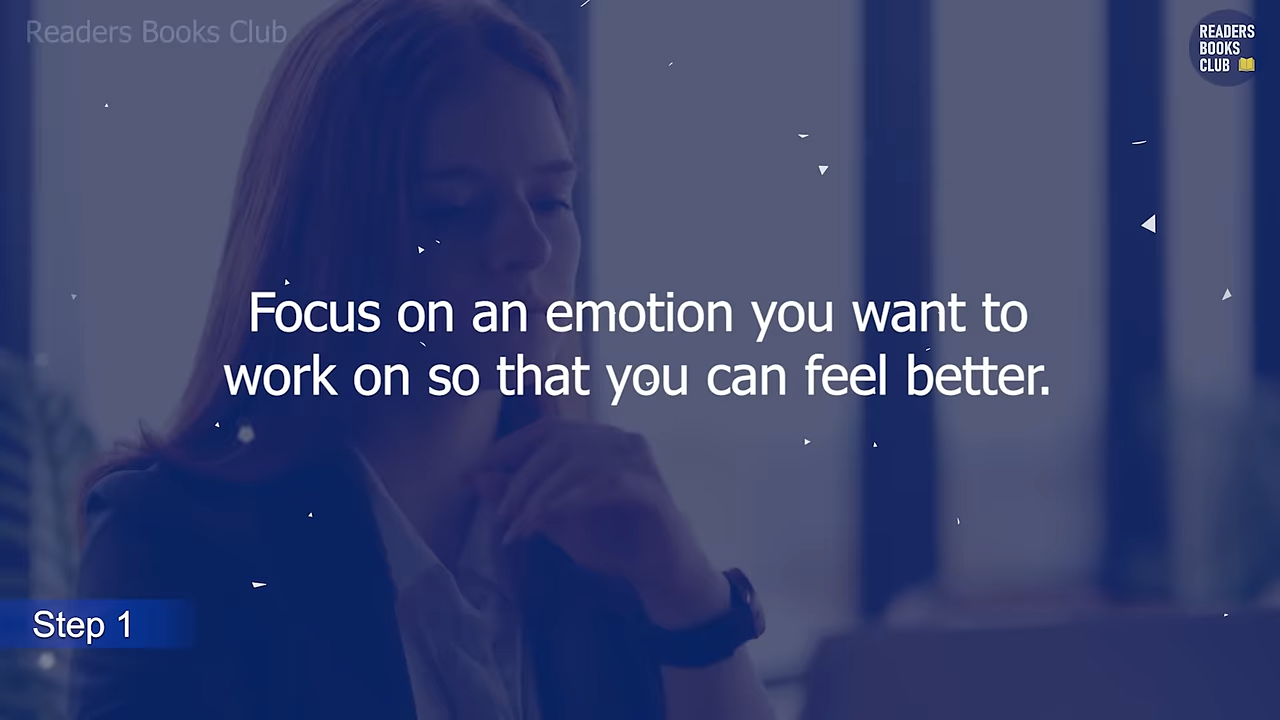 Readers Books Club
READERS
BOOKS
CLUB
Focus on an emotion you want to
work on so that you can feel better.
Step 1